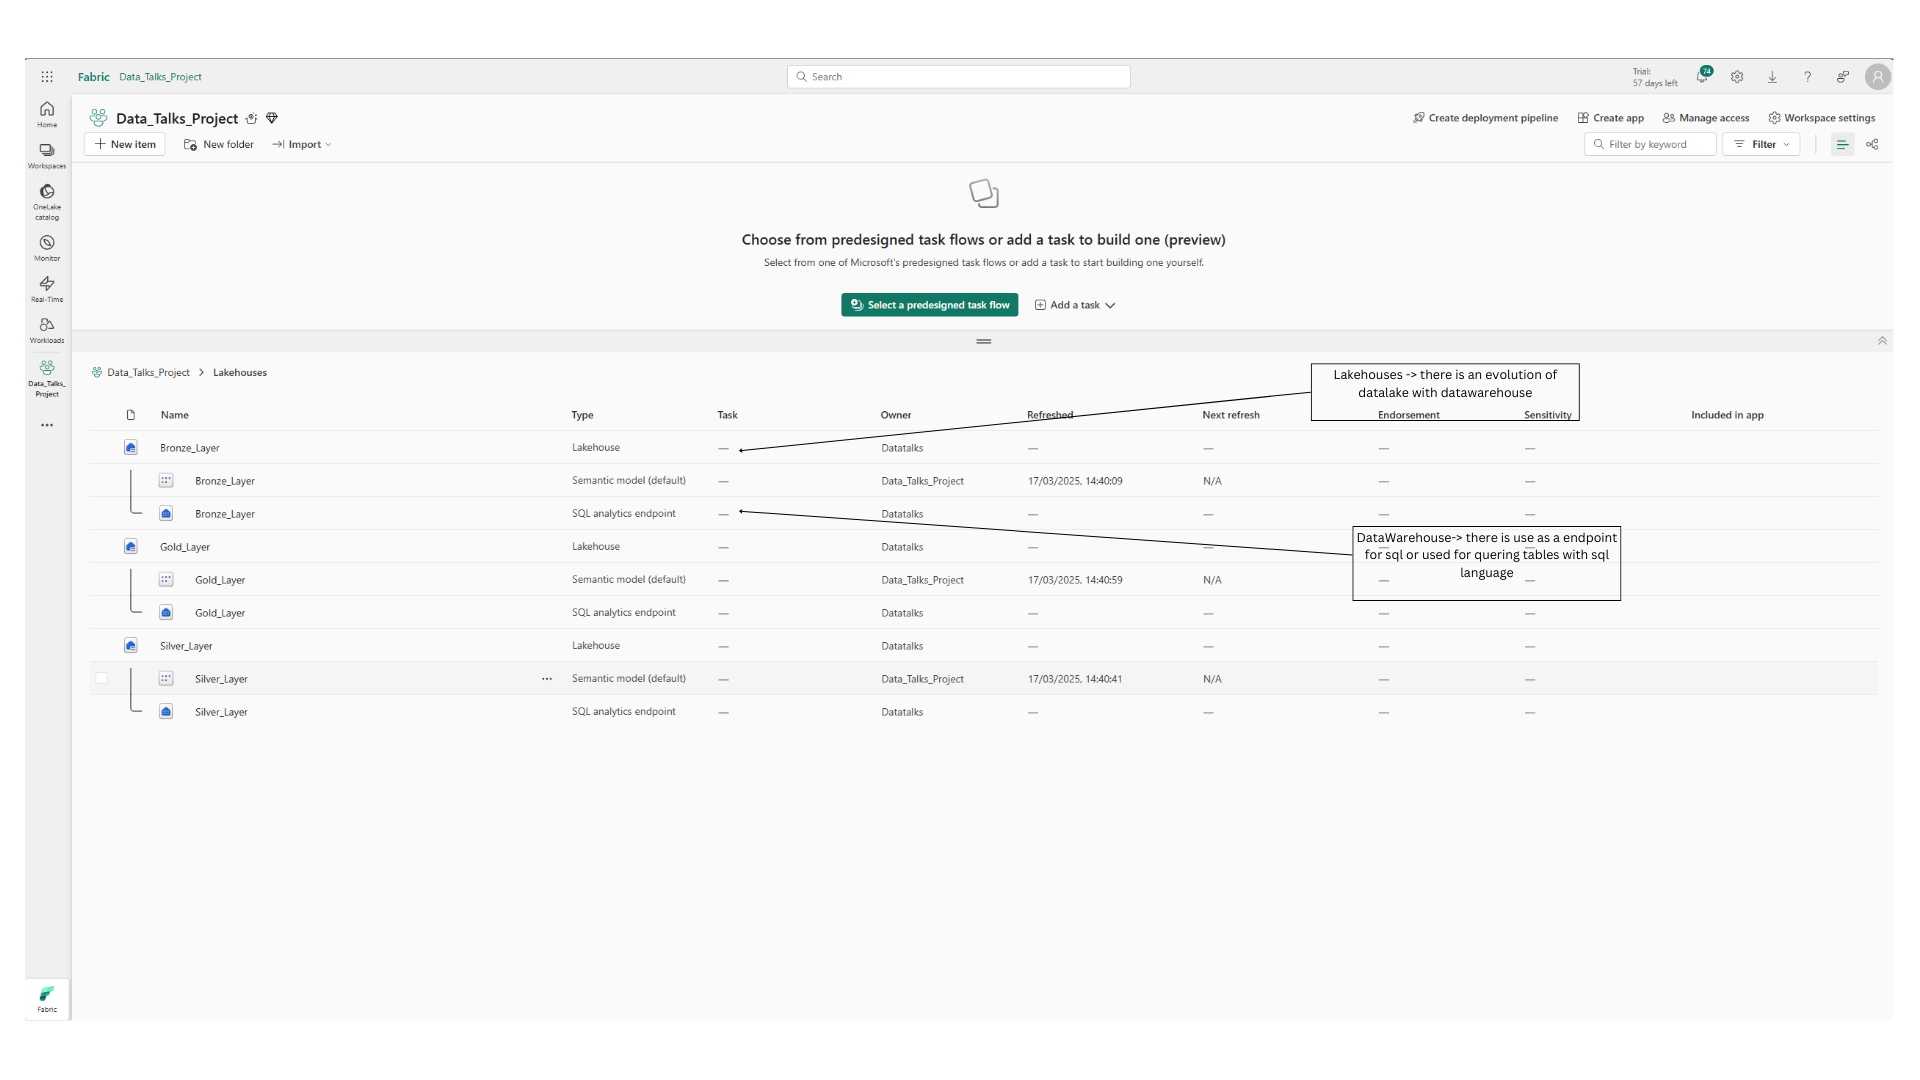 Fabric Data_Talks_Project
Search
Trial:
57 days left
74
Home
Workspaces
OneLake
catalog
Monitor
Real-Time
Workloads
Data_Talks_
Project
Fabric
Data_Talks_Project
Create deployment pipeline Create app Manage access Workspace settings
New item New folder Import
Filter by keyword Filter
Choose from predesigned task flows or add a task to build one (preview)
Select from one of Microsoft's predesigned task flows or add a task to start building one yourself.
Select a predesigned task flow Add a task
Data_Talks_Project > Lakehouses
Lakehouses -> there is an evolution of
datalake with datawarehouse
Name Type Task Owner Refreshed Next refresh Endorsement Sensitivity Included in app
Bronze_Layer Lakehouse — Datatalks — — — —
Bronze_Layer Semantic model (default) — Data_Talks_Project 17/03/2025, 14:40:09 N/A — —
Bronze_Layer SQL analytics endpoint — Datatalks — — — —
DataWarehouse-> there is use as a endpoint
for sql or used for quering tables with sql
language
Gold_Layer Lakehouse — Datatalks — — — —
Gold_Layer Semantic model (default) — Data_Talks_Project 17/03/2025, 14:40:59 N/A — —
Gold_Layer SQL analytics endpoint — Datatalks — — — —
Silver_Layer Lakehouse — Datatalks — — — —
Silver_Layer ... Semantic model (default) — Data_Talks_Project 17/03/2025, 14:40:41 N/A — —
Silver_Layer SQL analytics endpoint — Datatalks — — — —